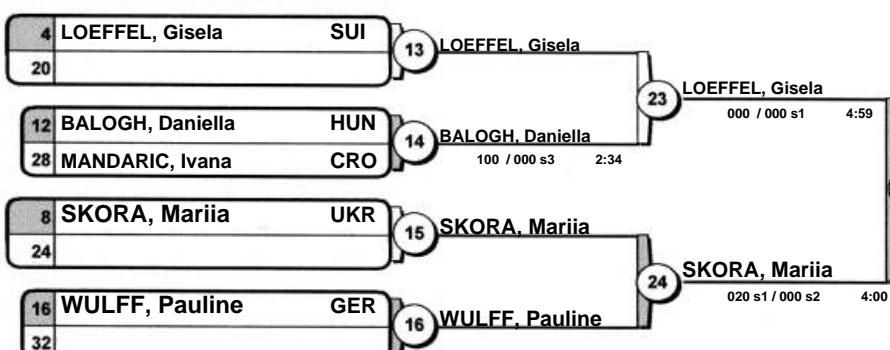 4 LOEFFEL, Gisela SUI
20
13 LOEFFEL, Gisela
12 BALOGH, Daniella HUN
28 MANDARIC, Ivana CRO
14 BALOGH, Daniella
100 / 000 s3 2:34
23 LOEFFEL, Gisela
000 / 000 s1 4:59
8 SKORA, Mariia UKR
24
15 SKORA, Mariia
16 WULFF, Pauline GER
32
16 WULFF, Pauline
24 SKORA, Mariia
020 s1 / 000 s2 4:00